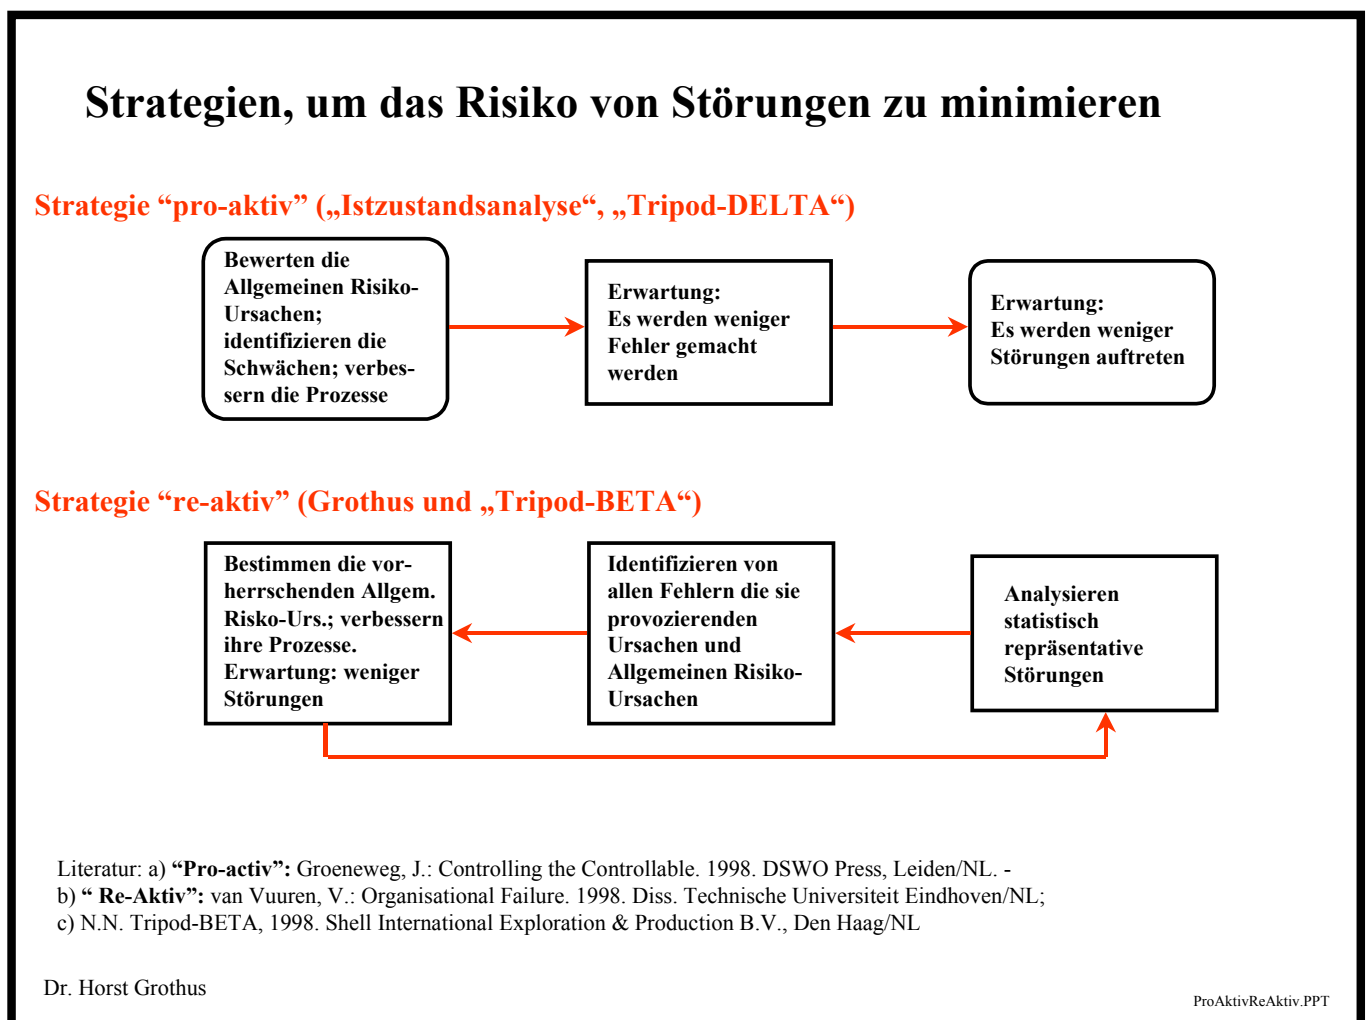 Strategien, um das Risiko von Störungen zu minimieren
Strategie “pro-aktiv” („Istzustandsanalyse“, „Tripod-DELTA“)
Bewerten die
Allgemeinen Risiko-
Ursachen;
identifizieren die
Schwächen; verbes-
sern die Prozesse
Erwartung:
Es werden weniger
Fehler gemacht
werden
Erwartung:
Es werden weniger
Störungen auftreten
Strategie “re-aktiv” (Grothus und „Tripod-BETA“)
Bestimmen die vor-
herrschenden Allgem.
Risko-Urs.; verbessern
ihre Prozesse.
Erwartung: weniger
Störungen
Identifizieren von
allen Fehlern die sie
provozierenden
Ursachen und
Allgemeinen Risiko-
Ursachen
Analysieren
statistisch
repräsentative
Störungen
Literatur: a) “Pro-activ”: Groeneweg, J.: Controlling the Controllable. 1998. DSWO Press, Leiden/NL. -
b) “ Re-Aktiv”: van Vuuren, V.: Organisational Failure. 1998. Diss. Technische Universiteit Eindhoven/NL;
c) N.N. Tripod-BETA, 1998. Shell International Exploration & Production B.V., Den Haag/NL
Dr. Horst Grothus
ProAktivReAktiv.PPT